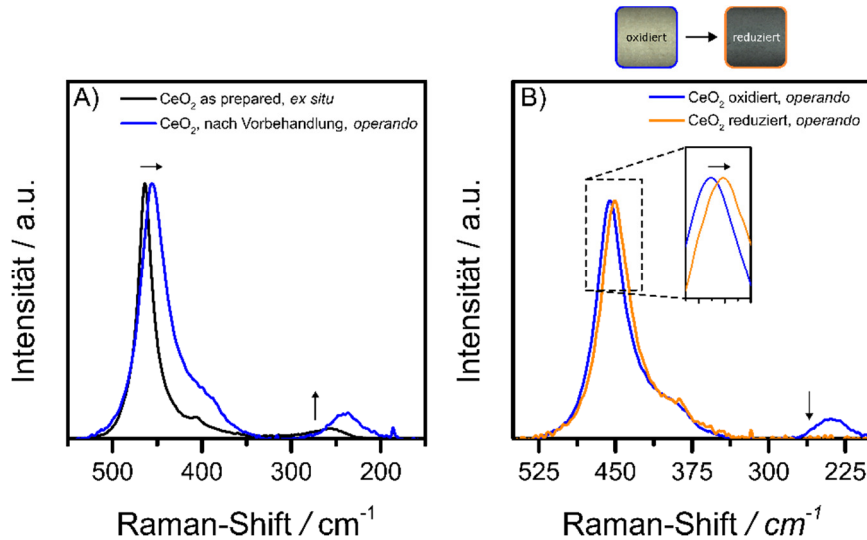 oxidiert
reduziert
A)
CeO2 as prepared, ex situ
CeO2, nach Vorbehandlung, operando
Intensität / a.u.
500
400
300
200
Raman-Shift / cm-1
B)
CeO2 oxidiert, operando
CeO2 reduziert, operando
Intensität / a.u.
525
450
375
300
225
Raman-Shift / cm-1